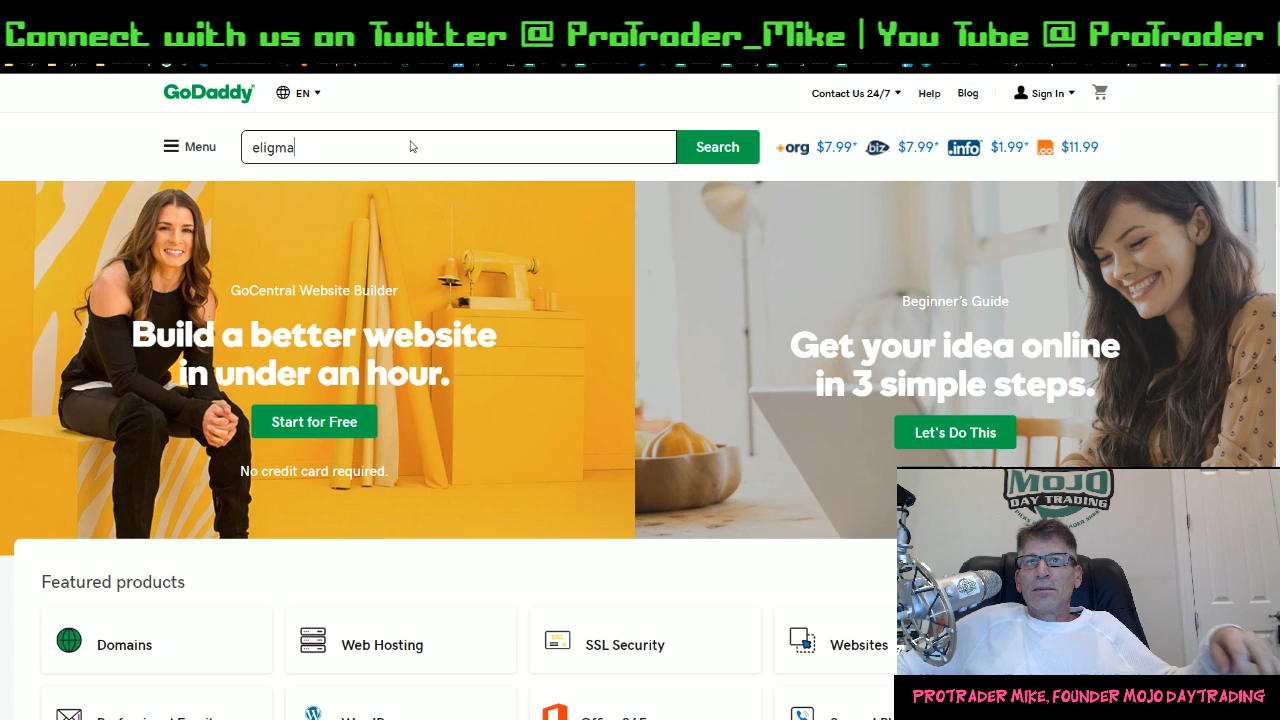 Connect with us on Twitter @ ProTrader_Mike | You Tube @ ProTrader
GoDaddy EN Contact Us 24/7 Help Blog Sign In
Menu eligma Search +org $7.99* .biz $7.99* .info $1.99* .co $11.99
GoCentral Website Builder
Build a better website
in under an hour.
Start for Free
No credit card required.
Beginner's Guide
Get your idea online
in 3 simple steps.
Let's Do This
MOJO
DAY TRADING
Featured products
Domains
Web Hosting
SSL
SSL Security
Websites
PROTRADER MIKE, FOUNDER MOJO DAYTRADING